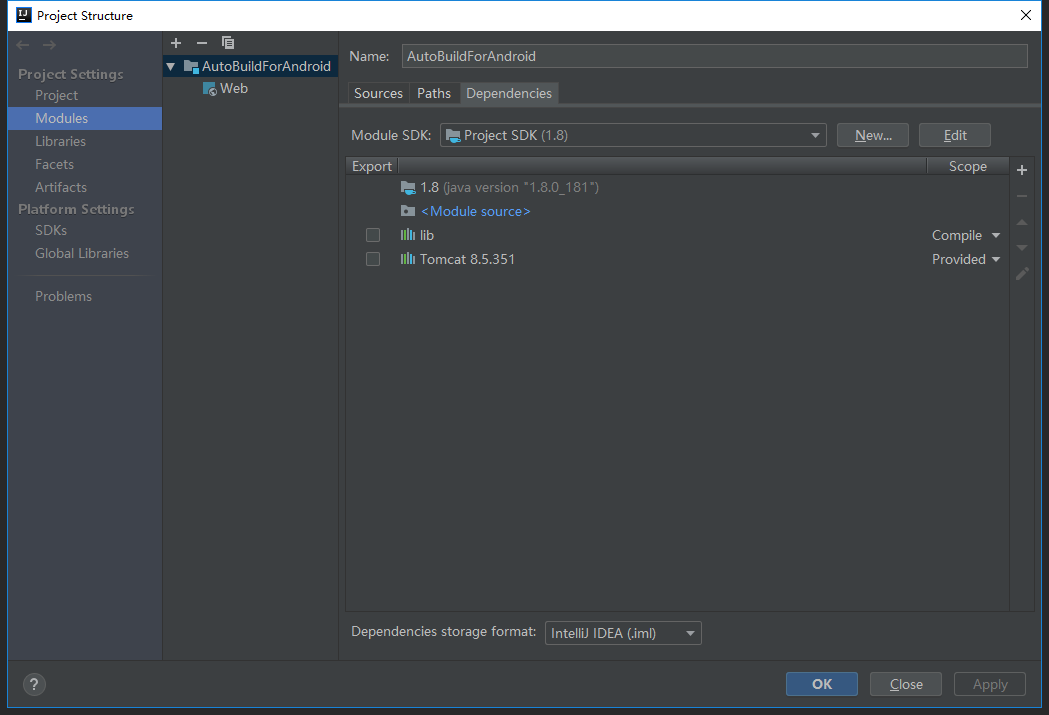 Project Structure
Project Settings
Project
Modules
Libraries
Facets
Artifacts
Platform Settings
SDKs
Global Libraries
Problems
AutoBuildForAndroid
Web
Name: AutoBuildForAndroid
Sources Paths Dependencies
Module SDK: Project SDK (1.8) New... Edit
Export Scope
1.8 (java version "1.8.0_181")
<Module source>
lib Compile
Tomcat 8.5.351 Provided
Dependencies storage format: IntelliJ IDEA (.iml)
? OK Close Apply